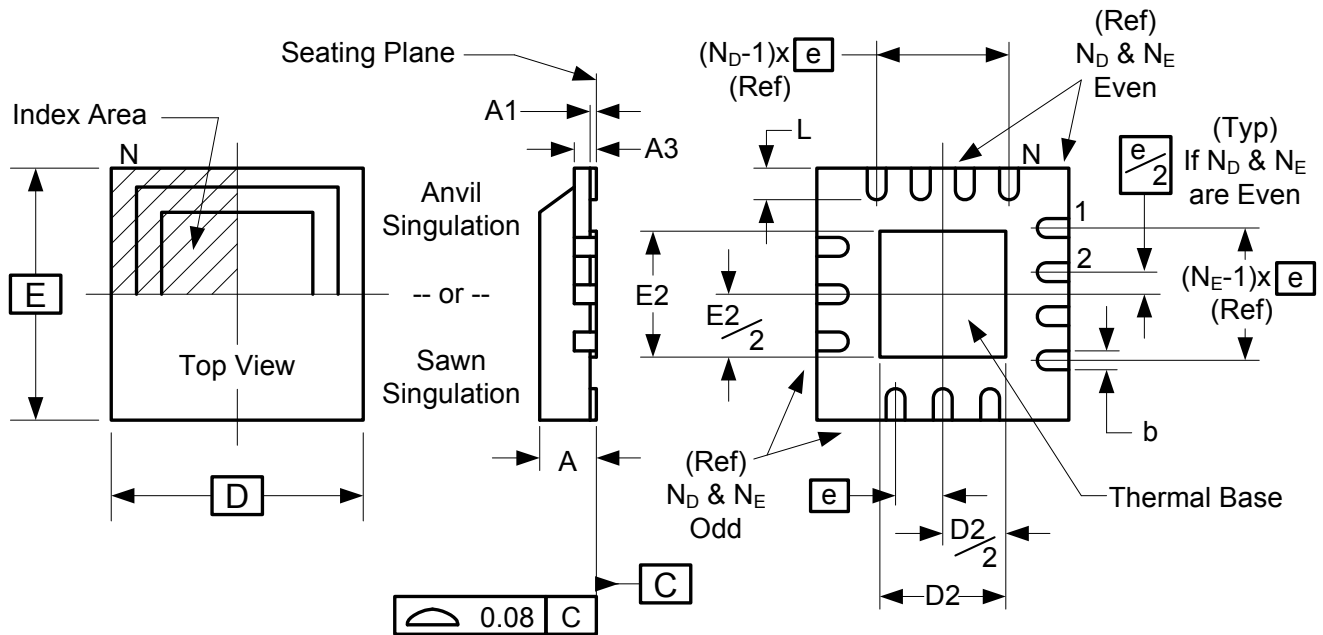 Seating Plane
Index Area
N
E
Top View
D
A1
A3
Anvil
Singulation
-- or --
Sawn
Singulation
A
C
0.08 C
(N_D-1)x e
(Ref)
(Ref)
N_D & N_E
Even
L
N
e/2
(Typ)
If N_D & N_E
are Even
1
2
(N_E-1)x e
(Ref)
E2
E2/2
b
(Ref)
N_D & N_E
Odd
e
Thermal Base
D2/2
D2